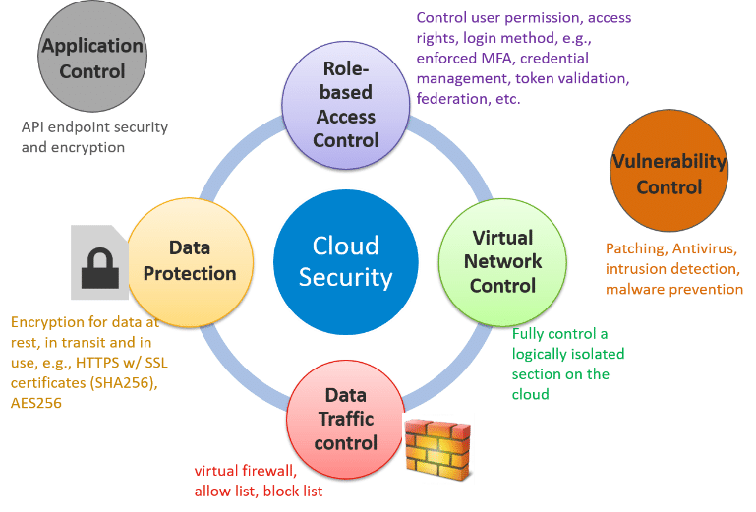 Application
Control
API endpoint security
and encryption
Role-
based
Access
Control
Control user permission, access
rights, login method, e.g.,
enforced MFA, credential
management, token validation,
federation, etc.
Vulnerability
Control
Patching, Antivirus,
intrusion detection,
malware prevention
Data
Protection
Encryption for data at
rest, in transit and in
use, e.g., HTTPS w/ SSL
certificates (SHA256),
AES256
Cloud
Security
Virtual
Network
Control
Fully control a
logically isolated
section on the
cloud
Data
Traffic
control
virtual firewall,
allow list, block list